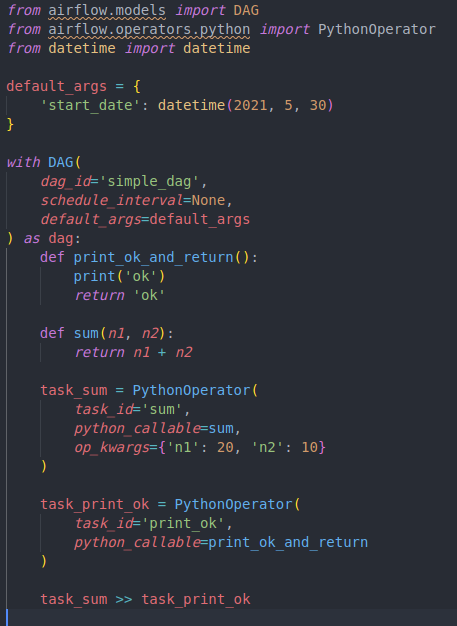 from airflow.models import DAG
from airflow.operators.python import PythonOperator
from datetime import datetime

default_args = {
    'start_date': datetime(2021, 5, 30)
}

with DAG(
    dag_id='simple_dag',
    schedule_interval=None,
    default_args=default_args
) as dag:
    def print_ok_and_return():
        print('ok')
        return 'ok'

    def sum(n1, n2):
        return n1 + n2

    task_sum = PythonOperator(
        task_id='sum',
        python_callable=sum,
        op_kwargs={'n1': 20, 'n2': 10}
    )

    task_print_ok = PythonOperator(
        task_id='print_ok',
        python_callable=print_ok_and_return
    )

    task_sum >> task_print_ok